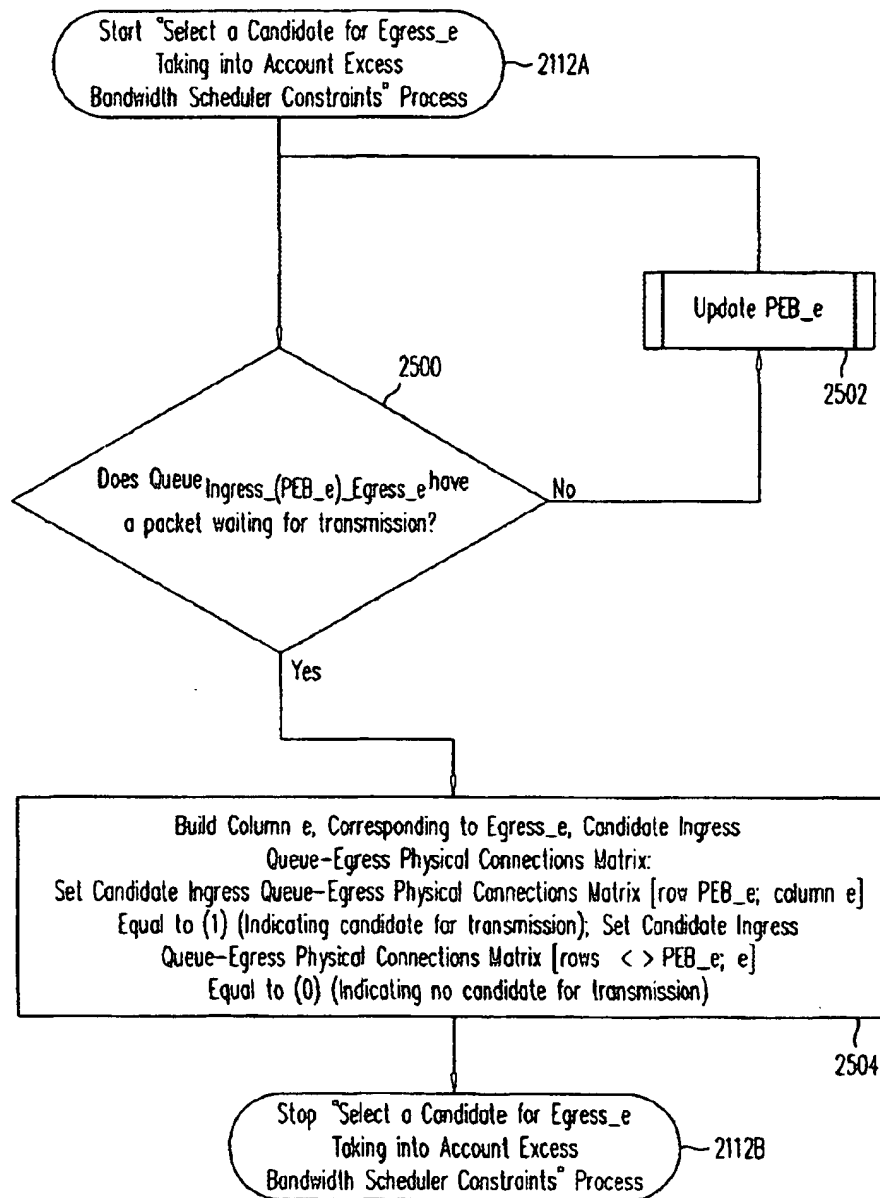 Start "Select a Candidate for Egress_e
Taking into Account Excess
Bandwidth Scheduler Constraints" Process
2112A
Update PEB_e
2502
2500
Does Queue Ingress_(PEB_e)_Egress_e have
a packet waiting for transmission?
No
Yes
Build Column e, Corresponding to Egress_e, Candidate Ingress
Queue-Egress Physical Connections Matrix:
Set Candidate Ingress Queue-Egress Physical Connections Matrix [row PEB_e; column e]
Equal to (1) (Indicating candidate for transmission); Set Candidate Ingress
Queue-Egress Physical Connections Matrix [rows < > PEB_e; e]
Equal to (0) (Indicating no candidate for transmission)
2504
Stop "Select a Candidate for Egress_e
Taking into Account Excess
Bandwidth Scheduler Constraints" Process
2112B